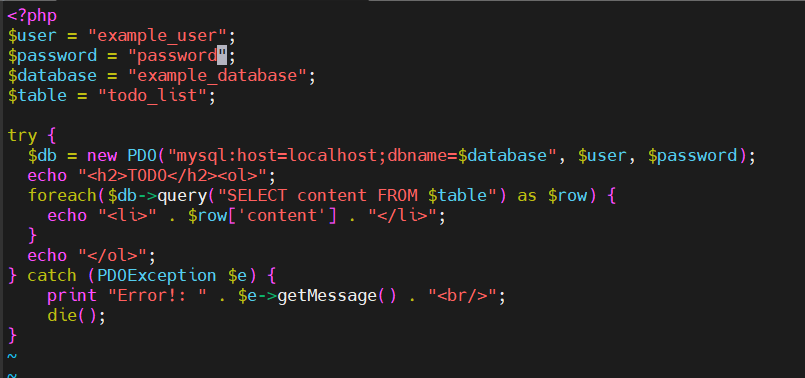 <?php
$user = "example_user";
$password = "password";
$database = "example_database";
$table = "todo_list";

try {
  $db = new PDO("mysql:host=localhost;dbname=$database", $user, $password);
  echo "<h2>TODO</h2><ol>";
  foreach($db->query("SELECT content FROM $table") as $row) {
    echo "<li>" . $row['content'] . "</li>";
  }
  echo "</ol>";
} catch (PDOException $e) {
    print "Error!: " . $e->getMessage() . "<br/>";
    die();
}
~
~